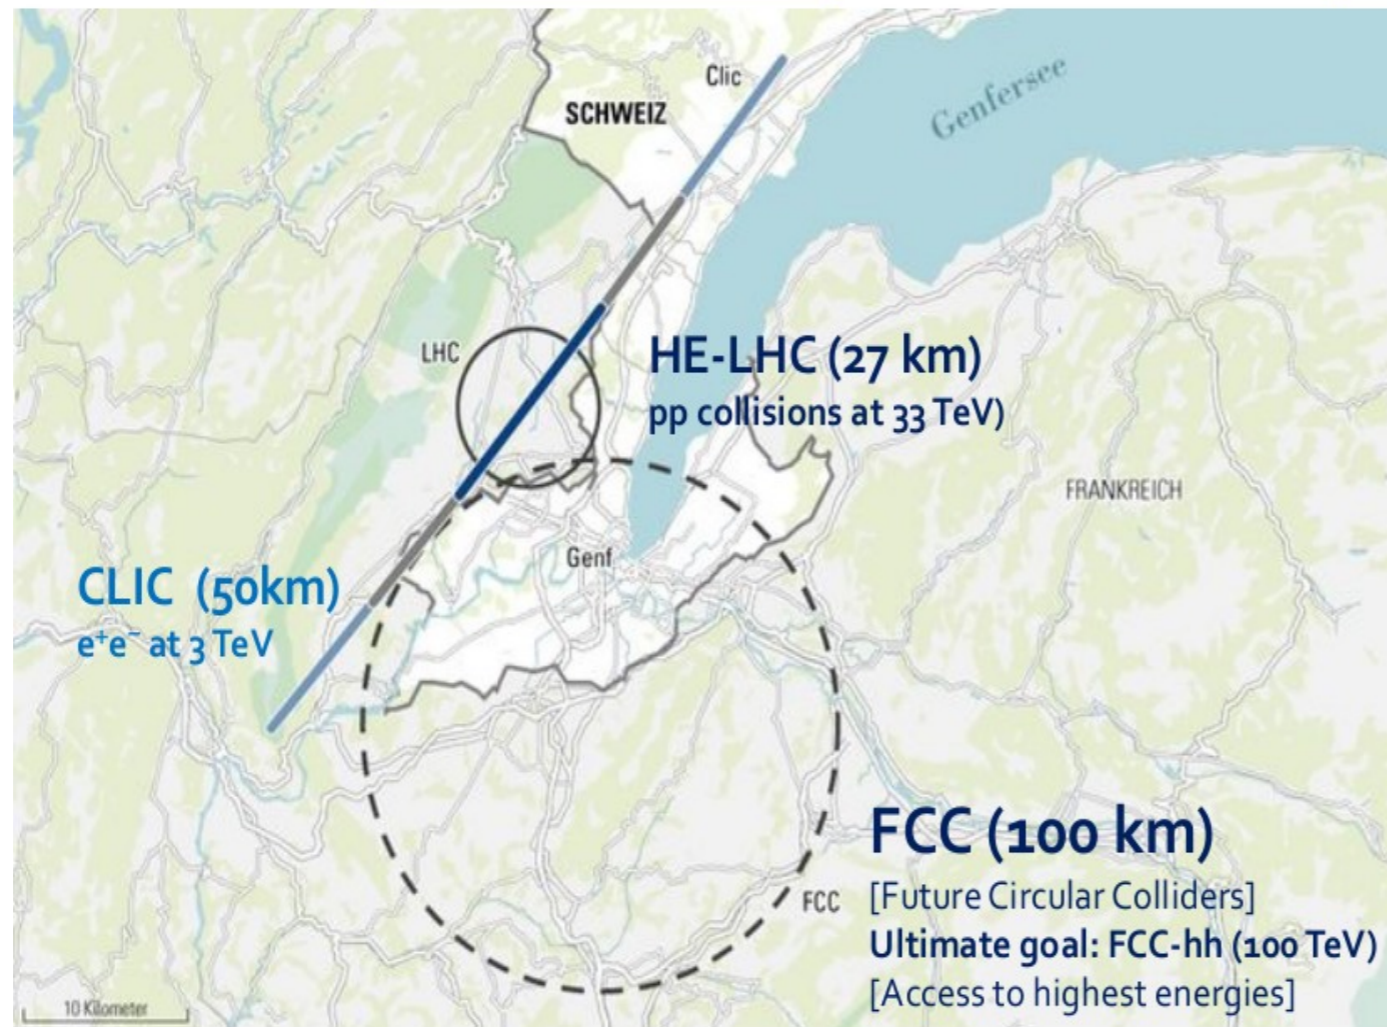 Clic
SCHWEIZ
Genfersee
LHC
HE-LHC (27 km)
pp collisions at 33 TeV)
FRANKREICH
Genf
CLIC (50km)
e⁺e⁻ at 3 TeV
FCC (100 km)
FCC
[Future Circular Colliders]
Ultimate goal: FCC-hh (100 TeV)
[Access to highest energies]
10 Kilometer